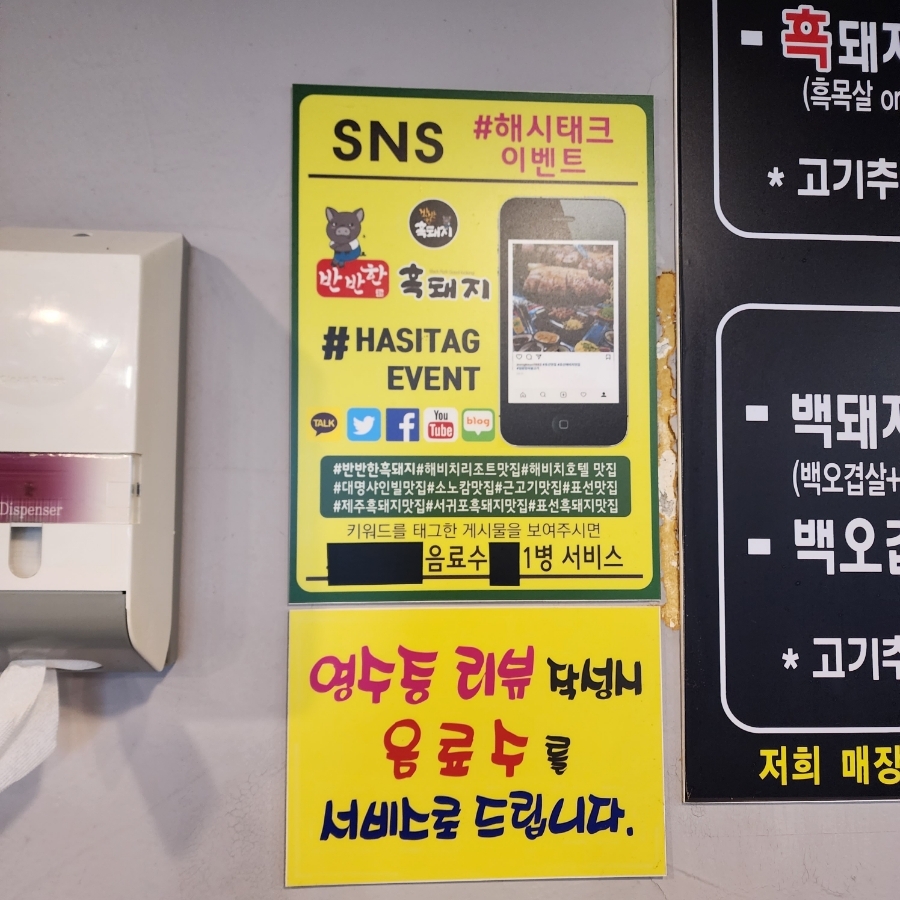 SNS
#해시태크
이벤트
반반한
흑돼지
반반한
흑돼지
#HASITAG
EVENT
TALK
You
Tube
blog
#반반한흑돼지#해비치리조트맛집#해비치호텔 맛집
#대명샤인빌맛집#소노캄맛집#근고기맛집#표선맛집
#제주흑돼지맛집#서귀포흑돼지맛집#표선흑돼지맛집
키워드를 태그한 게시물을 보여주시면
음료수 1병 서비스
영수통 리뷰 작성시
음료수를
서비스로 드립니다.
Dispenser
- 흑돼지
(흑목살 or
* 고기추
- 백돼지
(백오겹살+
- 백오겹
* 고기추
저희 매장